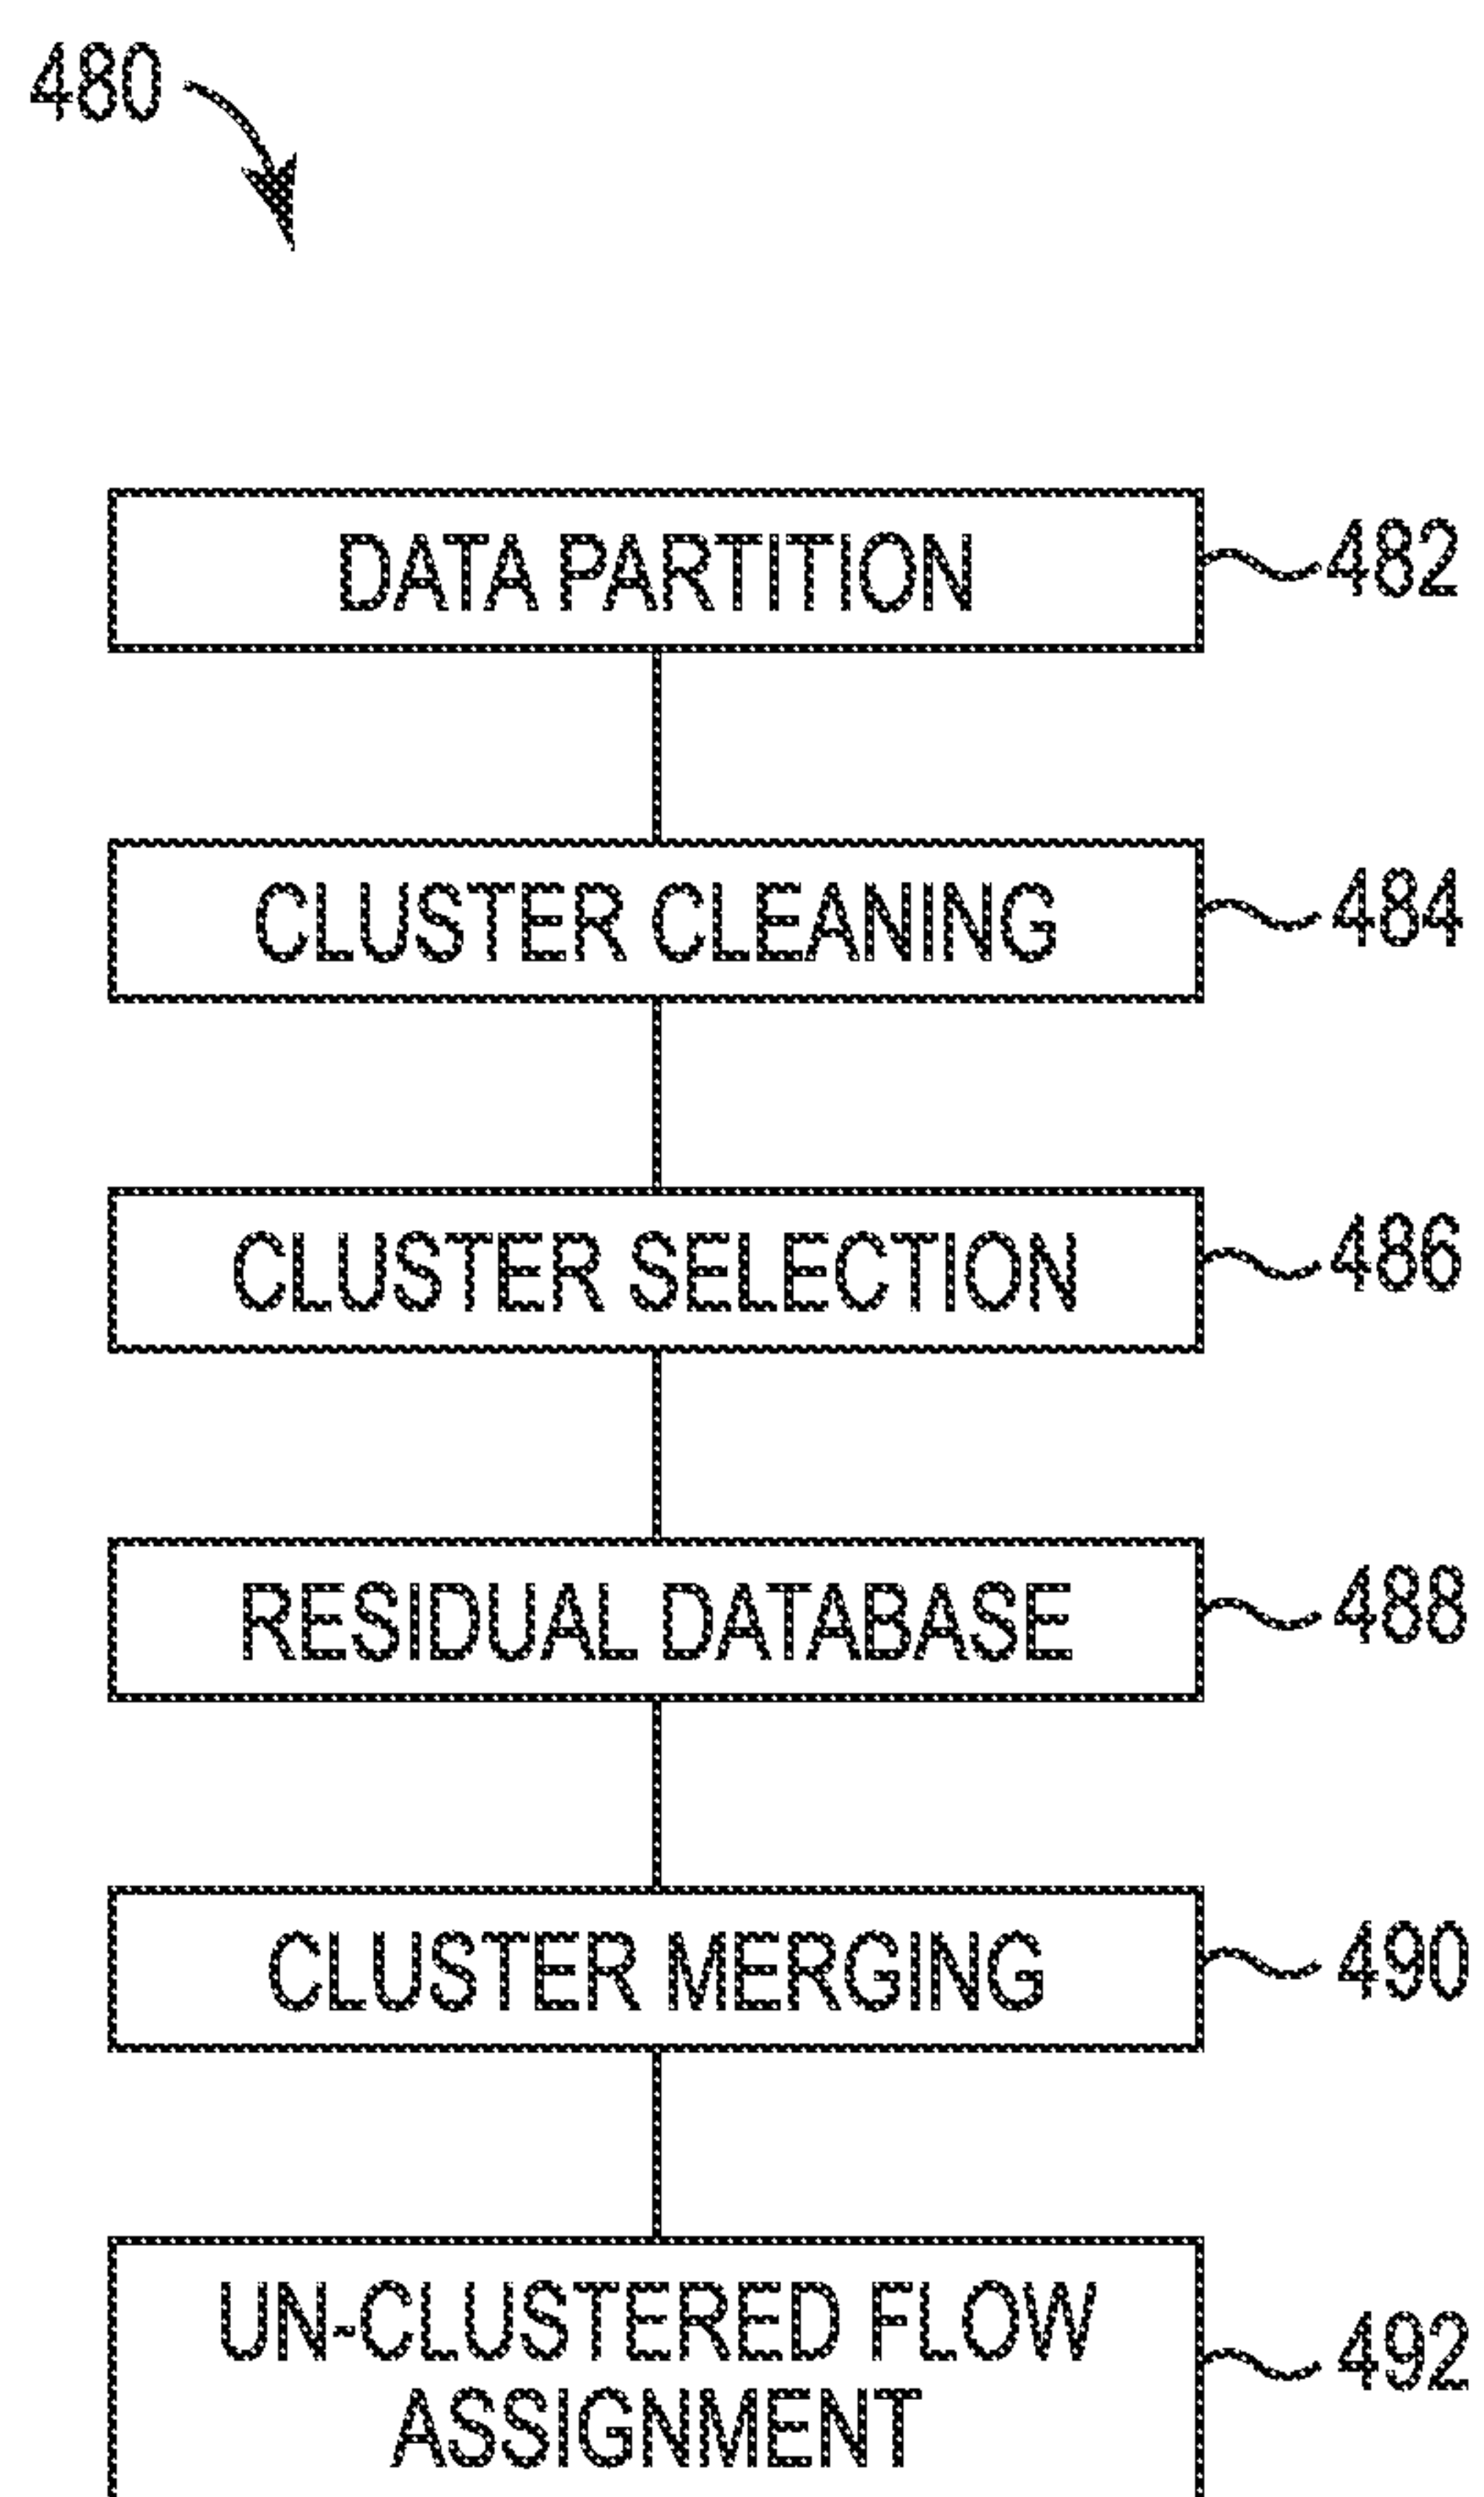 480
DATA PARTITION
482
CLUSTER CLEANING
484
CLUSTER SELECTION
486
RESIDUAL DATABASE
488
CLUSTER MERGING
490
UN-CLUSTERED FLOW
ASSIGNMENT
492